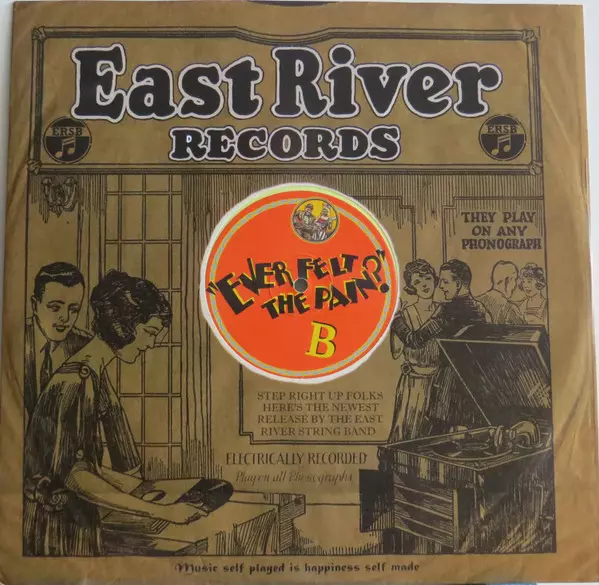 East River
RECORDS
ERSB
ERSB
THEY PLAY
ON ANY
PHONOGRAPH
"EVER FELT
THE PAIN?"
B
STEP RIGHT UP FOLKS
HERE'S THE NEWEST
RELEASE BY THE EAST
RIVER STRING BAND
ELECTRICALLY RECORDED
Play on all Phonographs
Music self played is happiness self made